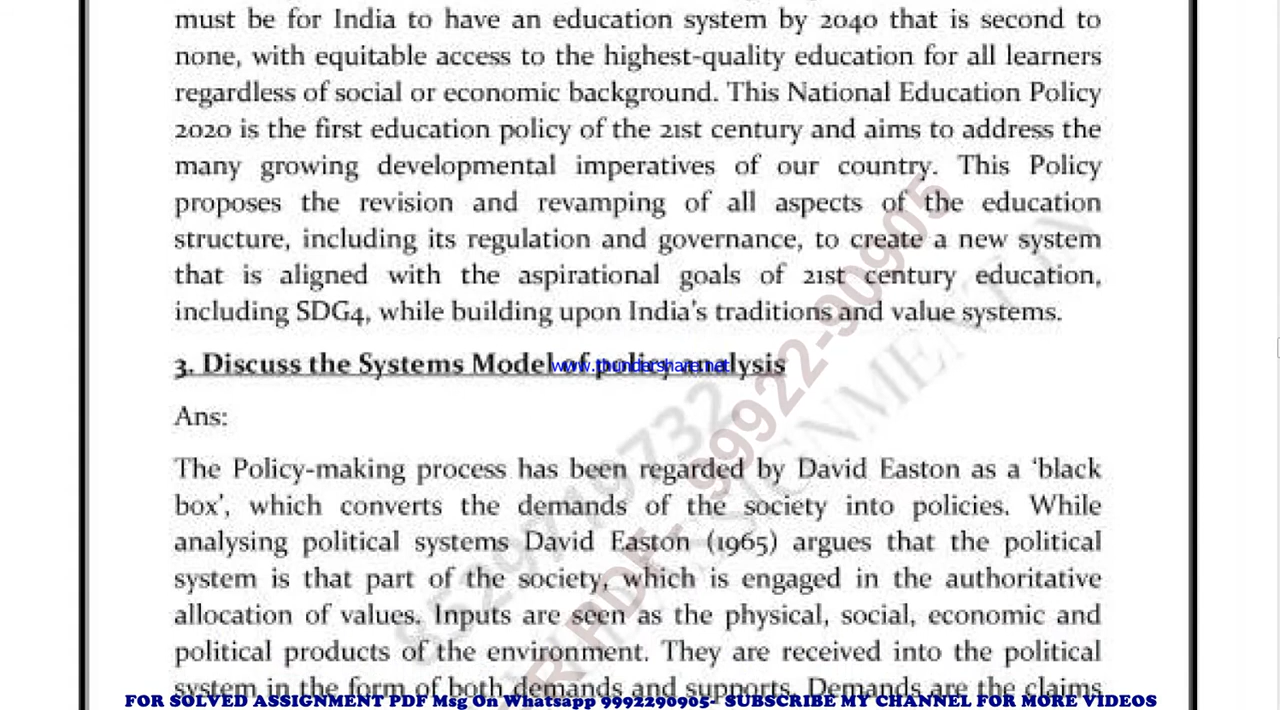 must be for India to have an education system by 2040 that is second to
none, with equitable access to the highest-quality education for all learners
regardless of social or economic background. This National Education Policy
2020 is the first education policy of the 21st century and aims to address the
many growing developmental imperatives of our country. This Policy
proposes the revision and revamping of all aspects of the education
structure, including its regulation and governance, to create a new system
that is aligned with the aspirational goals of 21st century education,
including SDG4, while building upon India's traditions and value systems.
3. Discuss the Systems Model of policy analysis
www.thundershare.net
Ans:
The Policy-making process has been regarded by David Easton as a ‘black
box’, which converts the demands of the society into policies. While
analysing political systems David Easton (1965) argues that the political
system is that part of the society, which is engaged in the authoritative
allocation of values. Inputs are seen as the physical, social, economic and
political products of the environment. They are received into the political
system in the form of both demands and supports. Demands are the claims
FOR SOLVED ASSIGNMENT PDF Msg On Whatsapp 9992290905- SUBSCRIBE MY CHANNEL FOR MORE VIDEOS
8529719732
R PDF- 99922-90905